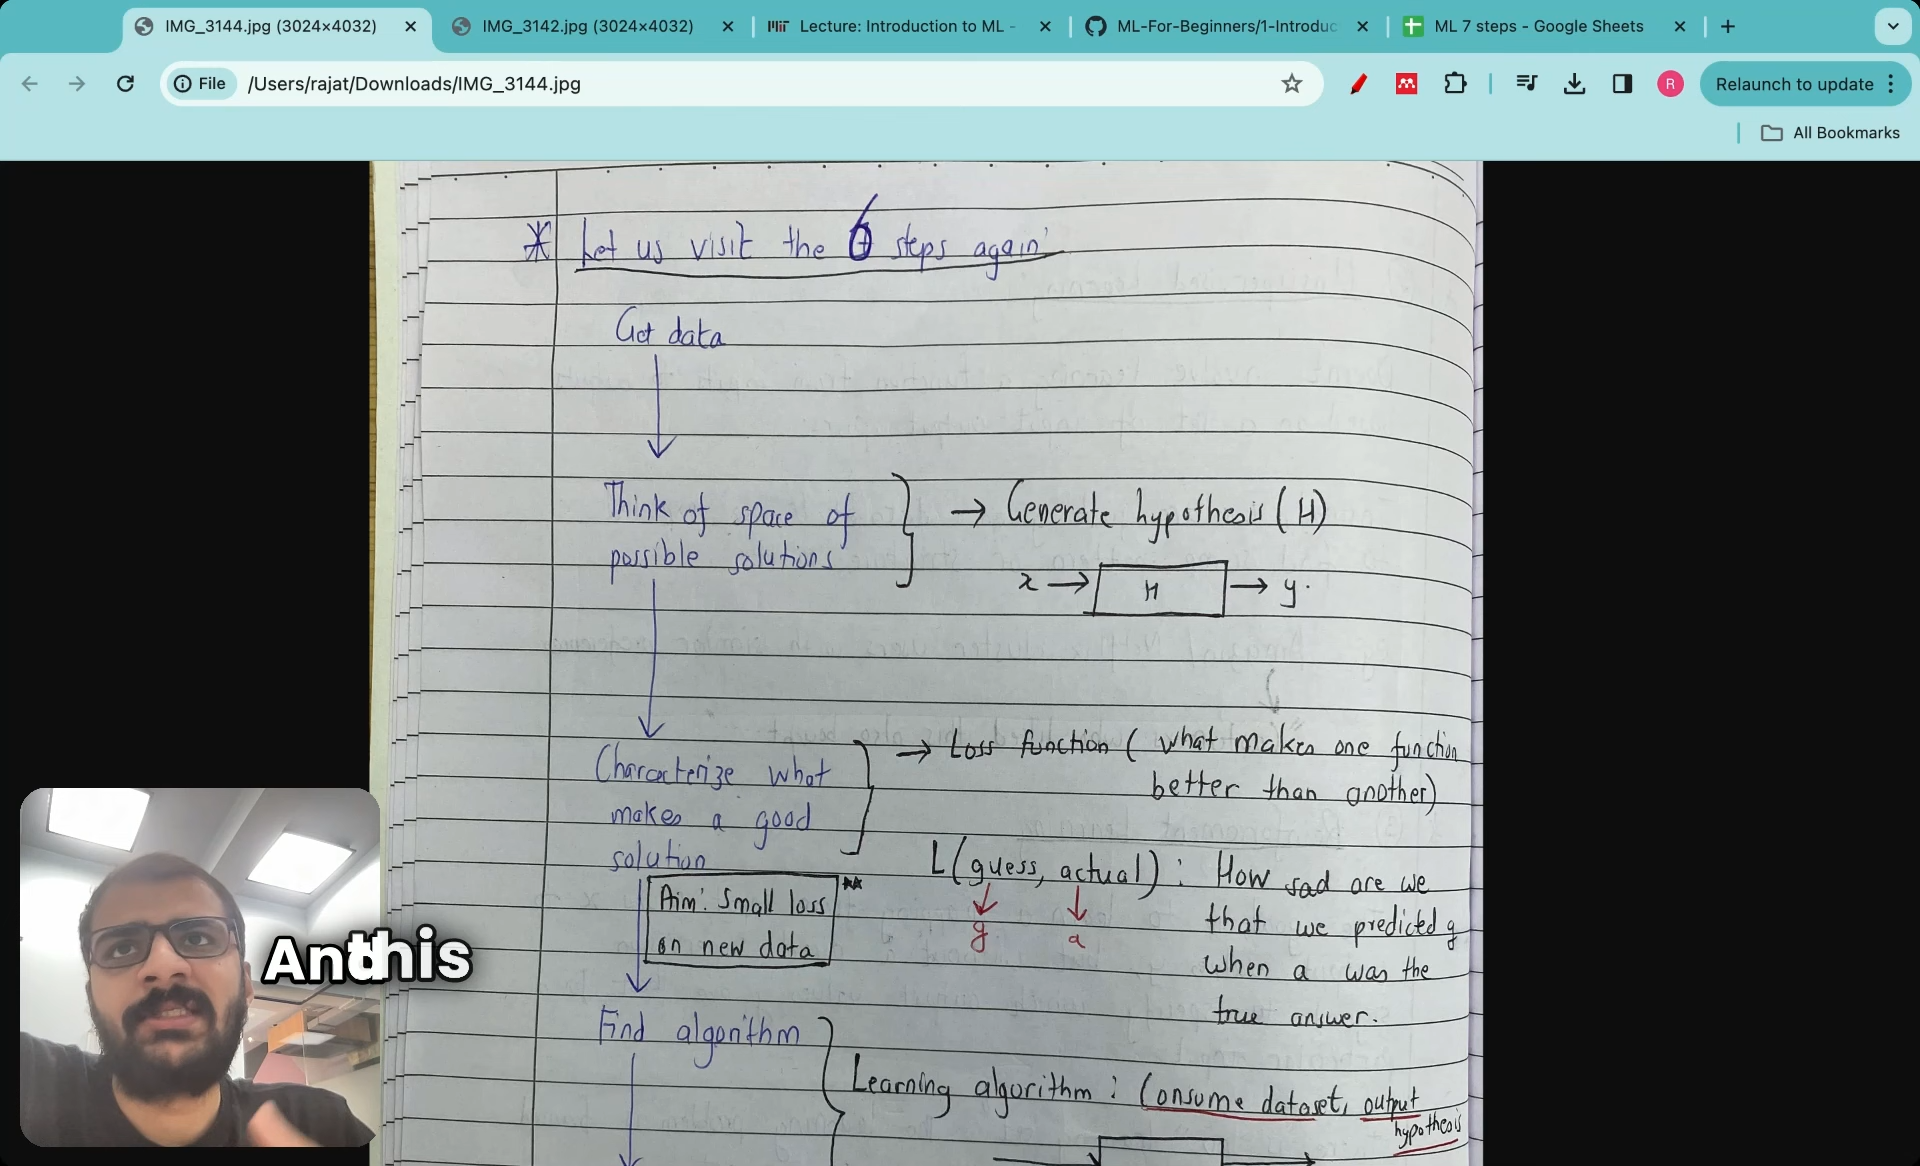 IMG_3144.jpg (3024×4032)
IMG_3142.jpg (3024×4032)
Lecture: Introduction to ML -
ML-For-Beginners/1-Introduc
ML 7 steps - Google Sheets
File
/Users/rajat/Downloads/IMG_3144.jpg
R
Relaunch to update
All Bookmarks
* Let us visit the 6 steps again:
Get data
Think of space of
possible solutions
→ Generate hypothesis (H)
x → H → y.
Characterize what
makes a good
solution
→ Loss function ( what makes one function
better than another)
L(guess, actual) : How sad are we
g a
that we predicted g
when a was the
true answer.
Aim: Small loss **
on new data
Find algorithm
Learning algorithm : Consume dataset, output
hypothesis
And this